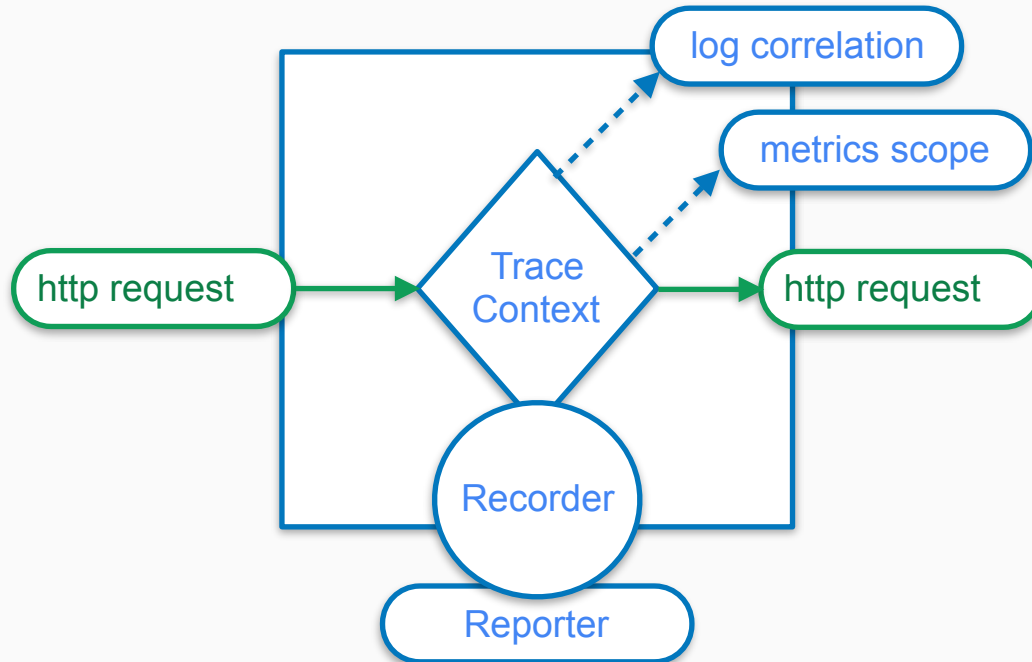 log correlation
metrics scope
http request
Trace
Context
http request
Recorder
Reporter